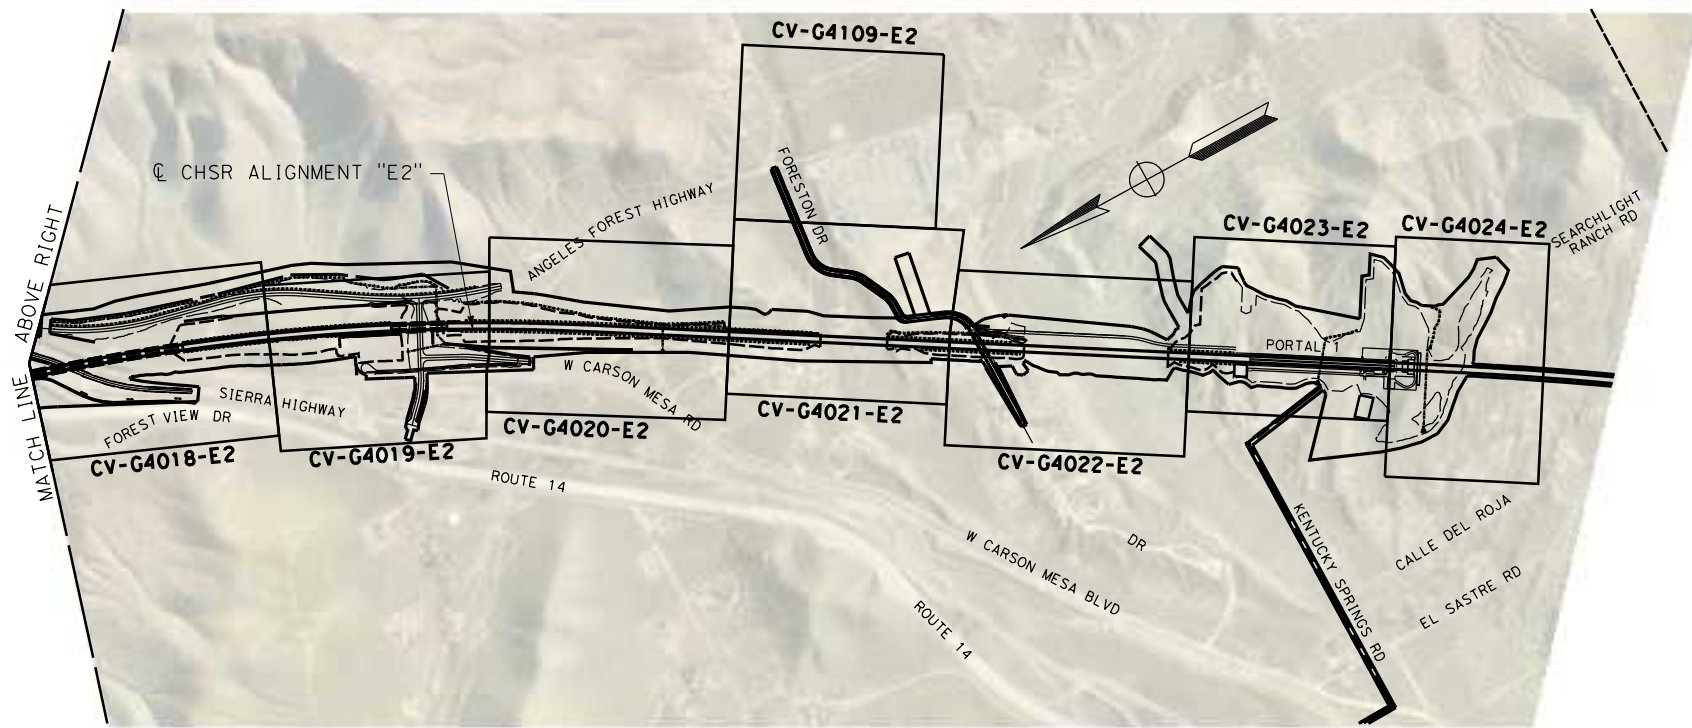 CV-G4109-E2
℄ CHSR ALIGNMENT "E2"
ANGELES FOREST HIGHWAY
FORESTON DR
CV-G4023-E2
CV-G4024-E2
SEARCHLIGHT
RANCH RD
MATCH LINE ABOVE RIGHT
PORTAL 1
SIERRA HIGHWAY
FOREST VIEW DR
W CARSON MESA RD
CV-G4018-E2
CV-G4019-E2
CV-G4020-E2
CV-G4021-E2
CV-G4022-E2
ROUTE 14
DR
W CARSON MESA BLVD
ROUTE 14
KENTUCKY SPRINGS RD
CALLE DEL ROJA
EL SASTRE RD